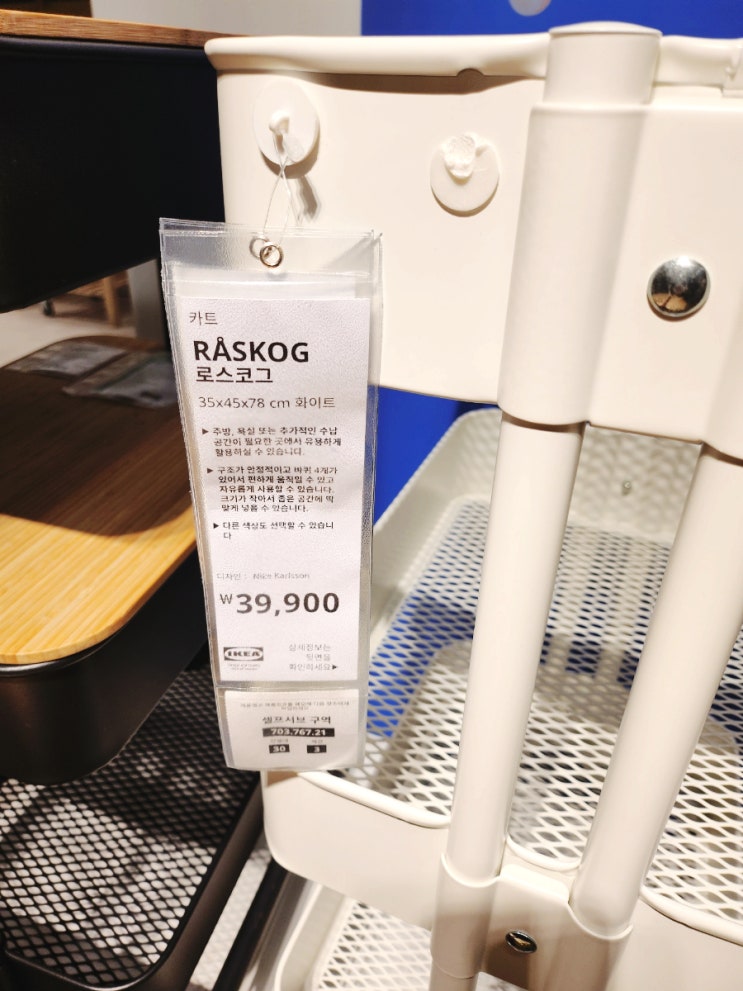 카트
RÅSKOG
로스코그
35x45x78 cm 화이트
▶ 주방, 욕실 또는 추가적인 수납
공간이 필요한 곳에서 유용하게
활용하실 수 있습니다.
▶ 구조가 안정적이고 바퀴 4개가
있어서 편하게 움직일 수 있고
자유롭게 사용할 수 있습니다.
크기가 작아서 좁은 공간에 딱
맞게 넣을 수 있습니다.
▶ 다른 색상도 선택할 수 있습니
다
디자인 : Nike Karlsson
₩39,900
IKEA
상세정보는
뒷면을
확인하세요▶
셀프서브 구역
703.767.21
30 3